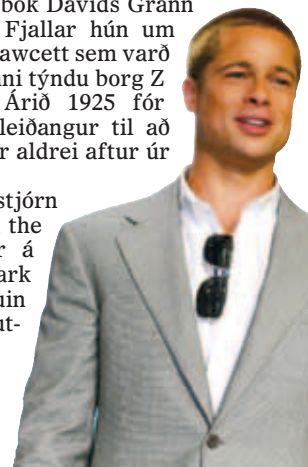 bók Davids Grann
Fjallar hún um
awcett sem varð
ni týndu borg Z
Árið 1925 fór
leiðangur til að
r aldrei aftur úr
stjórn
the
r á
ark
uin
ut-